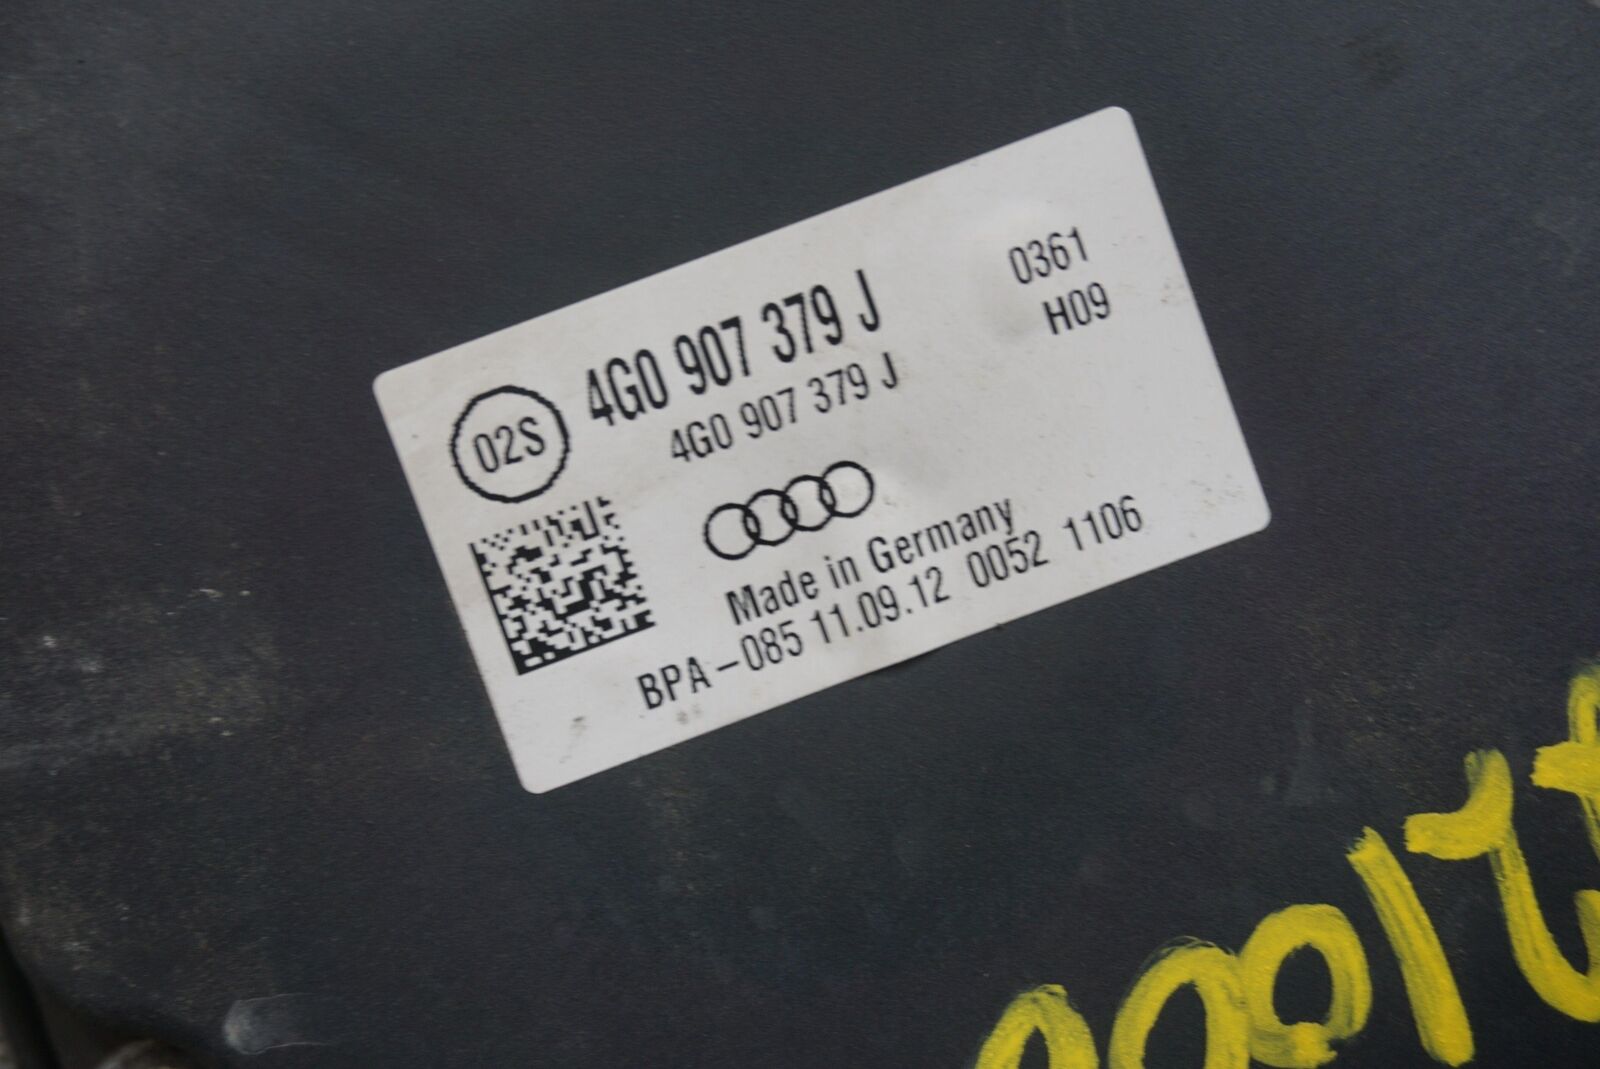 4G0 907 379 J
0361
H09
02S
4G0 907 379 J
Made in Germany
BPA-085 11.09.12 0052 1106